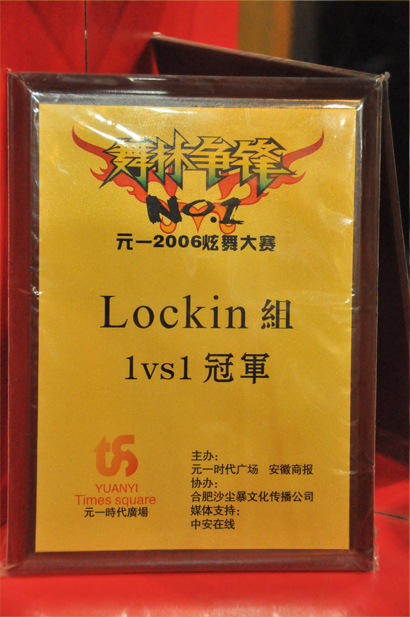 舞林争锋
NO.1
元一2006炫舞大赛
Lockin 組
1vs1 冠軍
YUANYI
Times square
元一時代廣場
主办：
元一时代广场 安徽商报
协办：
合肥沙尘暴文化传播公司
媒体支持：
中安在线